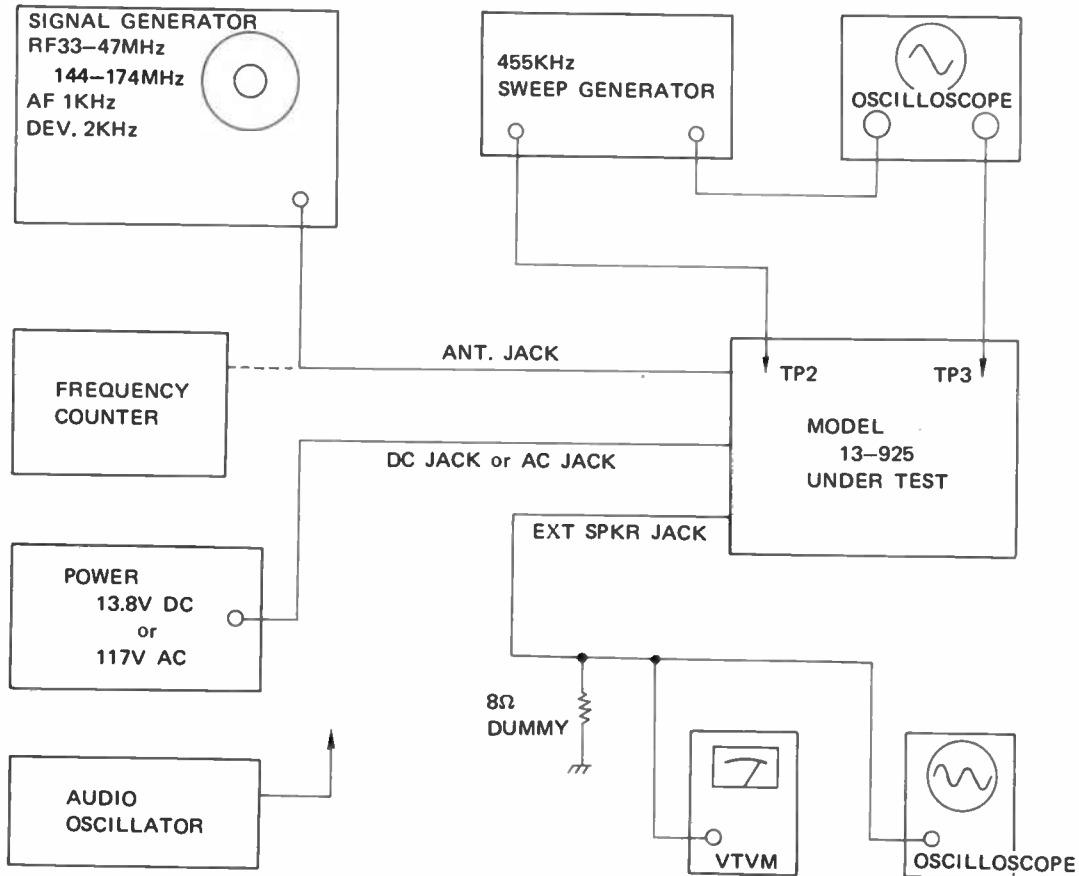 SIGNAL GENERATOR
RF33–47MHz
144–174MHz
AF 1KHz
DEV. 2KHz
455KHz
SWEEP GENERATOR
OSCILLOSCOPE
FREQUENCY
COUNTER
ANT. JACK
TP2
TP3
MODEL
13–925
UNDER TEST
DC JACK or AC JACK
EXT SPKR JACK
POWER
13.8V DC
or
117V AC
8Ω
DUMMY
AUDIO
OSCILLATOR
VTVM
OSCILLOSCOPE